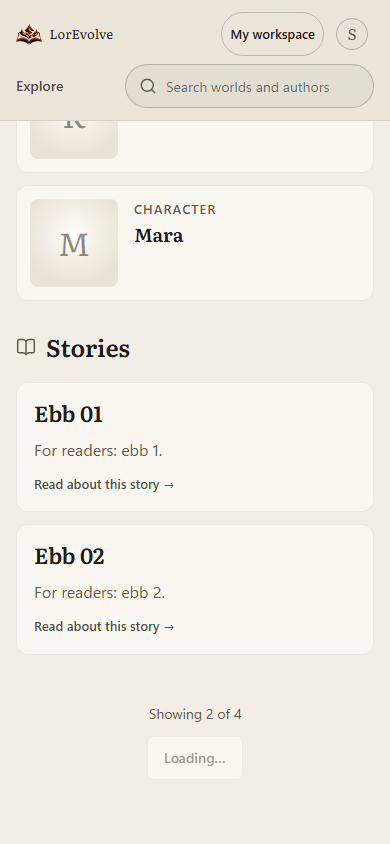 LorEvolve
My workspace
S
Explore
Search worlds and authors
CHARACTER
M
Mara
Stories
Ebb 01
For readers: ebb 1.
Read about this story →
Ebb 02
For readers: ebb 2.
Read about this story →
Showing 2 of 4
Loading...